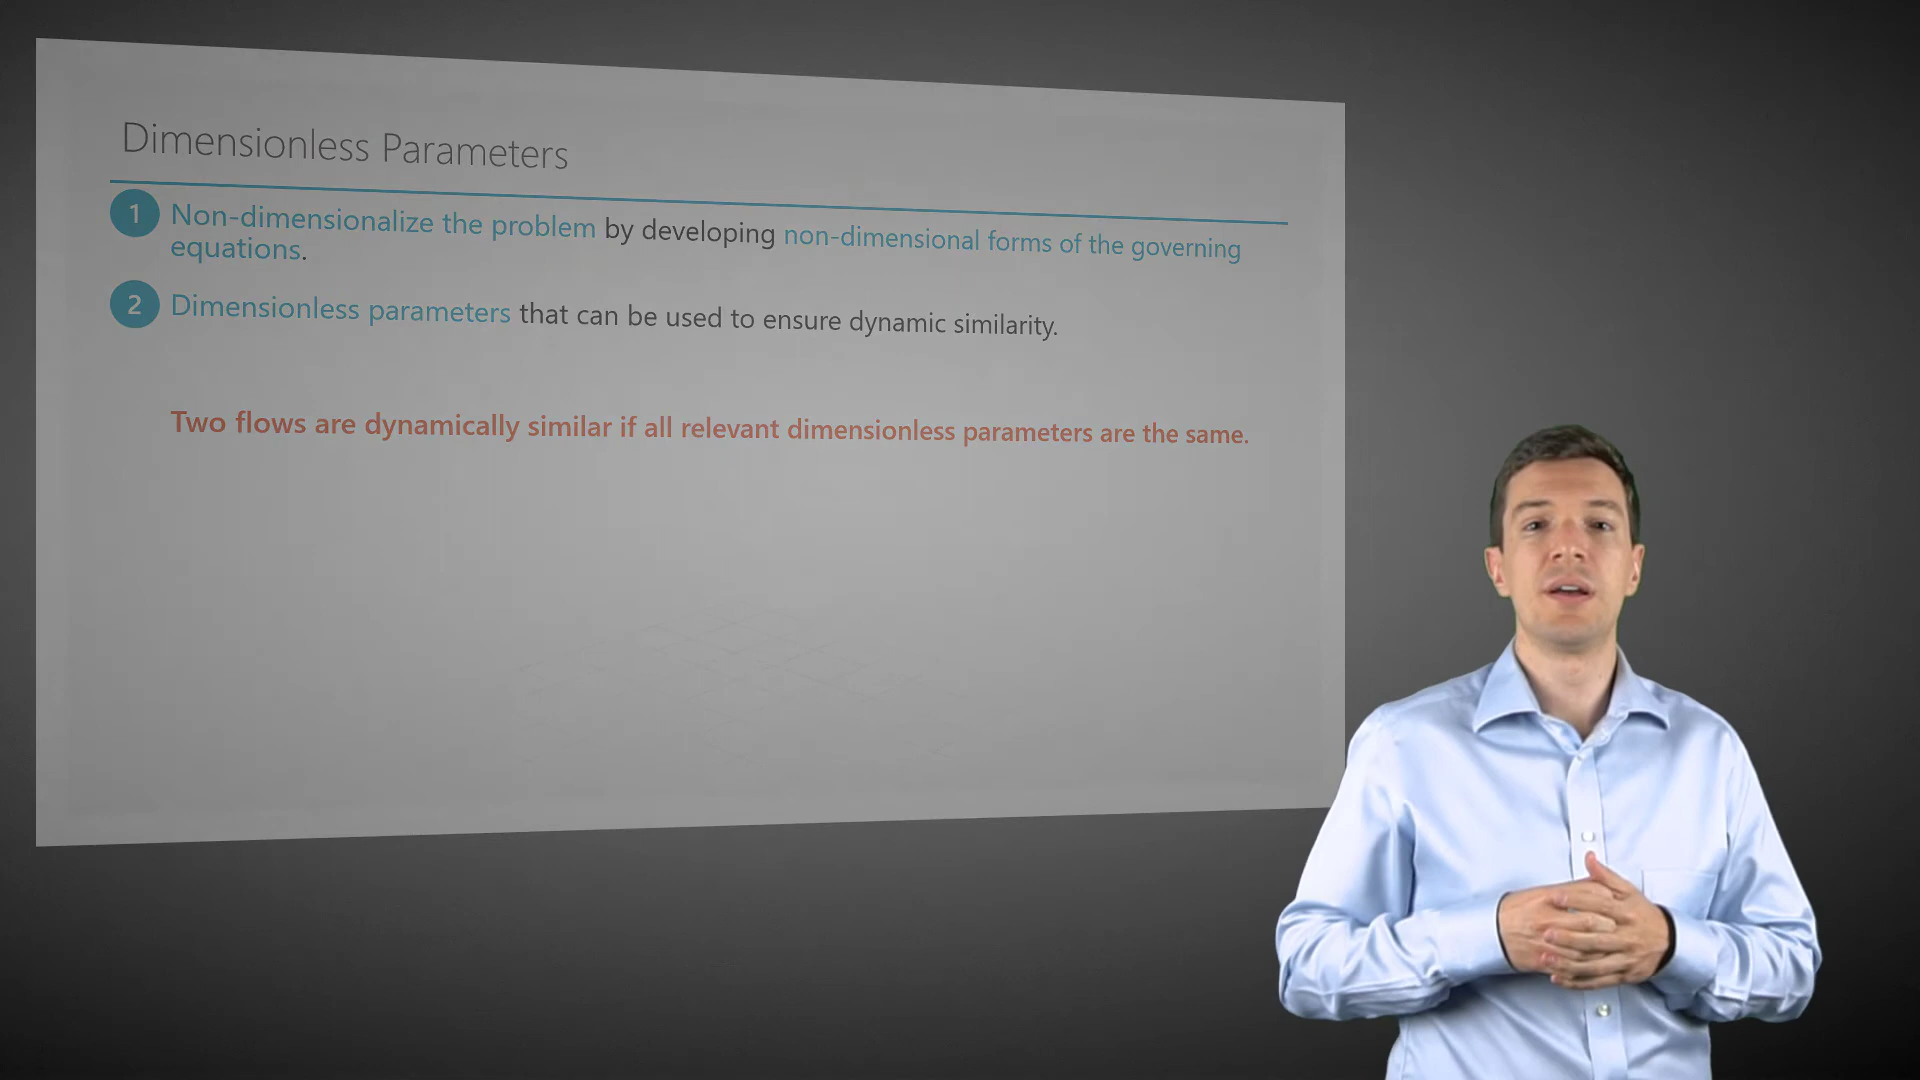 Dimensionless Parameters
1 Non-dimensionalize the problem by developing non-dimensional forms of the governing
equations.
2 Dimensionless parameters that can be used to ensure dynamic similarity.
Two flows are dynamically similar if all relevant dimensionless parameters are the same.